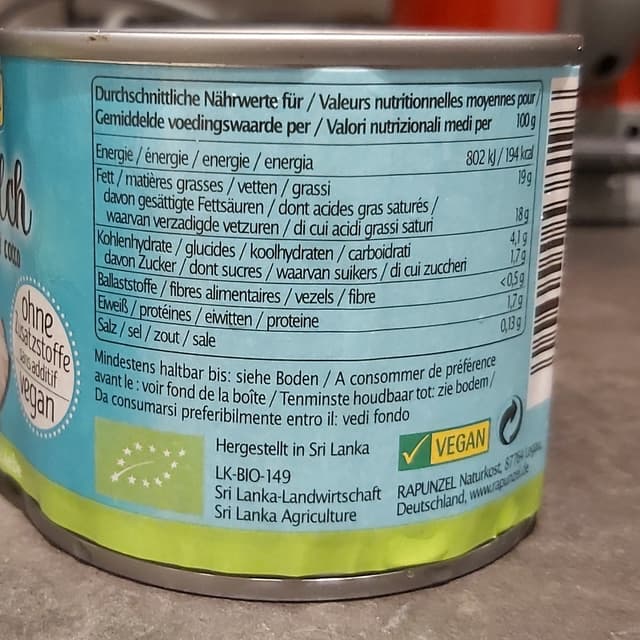 lch
coco
ohne
Zusatzstoffe
sans additif
vegan
Durchschnittliche Nährwerte für / Valeurs nutritionnelles moyennes pour /
Gemiddelde voedingswaarde per / Valori nutrizionali medi per 100 g
Energie / énergie / energie / energia 802 kJ / 194 kcal
Fett / matières grasses / vetten / grassi 19 g
davon gesättigte Fettsäuren / dont acides gras saturés /
waarvan verzadigde vetzuren / di cui acidi grassi saturi 18 g
Kohlenhydrate / glucides / koolhydraten / carboidrati 4,1 g
davon Zucker / dont sucres / waarvan suikers / di cui zuccheri 1,7 g
Ballaststoffe / fibres alimentaires / vezels / fibre <0,5 g
Eiweiß / protéines / eiwitten / proteine 1,7 g
Salz / sel / zout / sale 0,13 g
Mindestens haltbar bis: siehe Boden / A consommer de préférence
avant le : voir fond de la boîte / Tenminste houdbaar tot: zie bodem /
Da consumarsi preferibilmente entro il: vedi fondo
Hergestellt in Sri Lanka
LK-BIO-149
Sri Lanka-Landwirtschaft
Sri Lanka Agriculture
VEGAN
RAPUNZEL Naturkost, 87764 Legau,
Deutschland, www.rapunzel.de